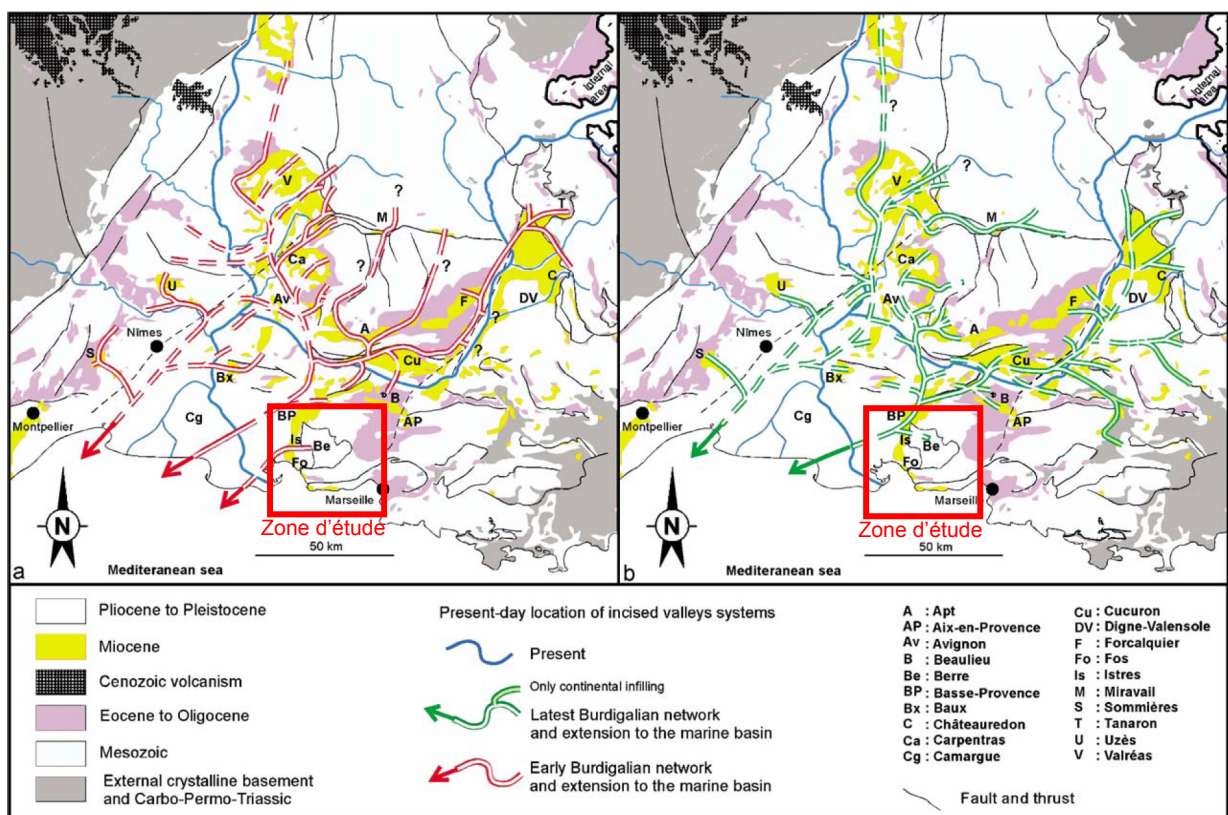 Internal area
V
?
M
T
Ca
?
?
C
U
Av
F
DV
Nîmes
A
?
?
S
Cu
Bx
B
Cg
BP
AP
Montpellier
Is
Be
Fo
N
Marseille
Zone d'étude
50 km
a
Mediteranean sea
Internal area
?
V
?
M
T
Ca
C
U
Av
F
DV
Nîmes
A
S
Cu
Bx
B
Cg
BP
AP
Montpellier
Is
Be
Fo
N
Marseill
Zone d'étude
50 km
b
Mediteranean sea
Pliocene to Pleistocene
Miocene
Cenozoic volcanism
Eocene to Oligocene
Mesozoic
External crystalline basement
and Carbo-Permo-Triassic
Present-day location of incised valleys systems
Present
Only continental infilling
Latest Burdigalian network
and extension to the marine basin
Early Burdigalian network
and extension to the marine basin
A : Apt
AP : Aix-en-Provence
Av : Avignon
B : Beaulieu
Be : Berre
BP : Basse-Provence
Bx : Baux
C : Châteauredon
Ca : Carpentras
Cg : Camargue
Cu : Cucuron
DV : Digne-Valensole
F : Forcalquier
Fo : Fos
Is : Istres
M : Miravail
S : Sommières
T : Tanaron
U : Uzès
V : Valréas
Fault and thrust